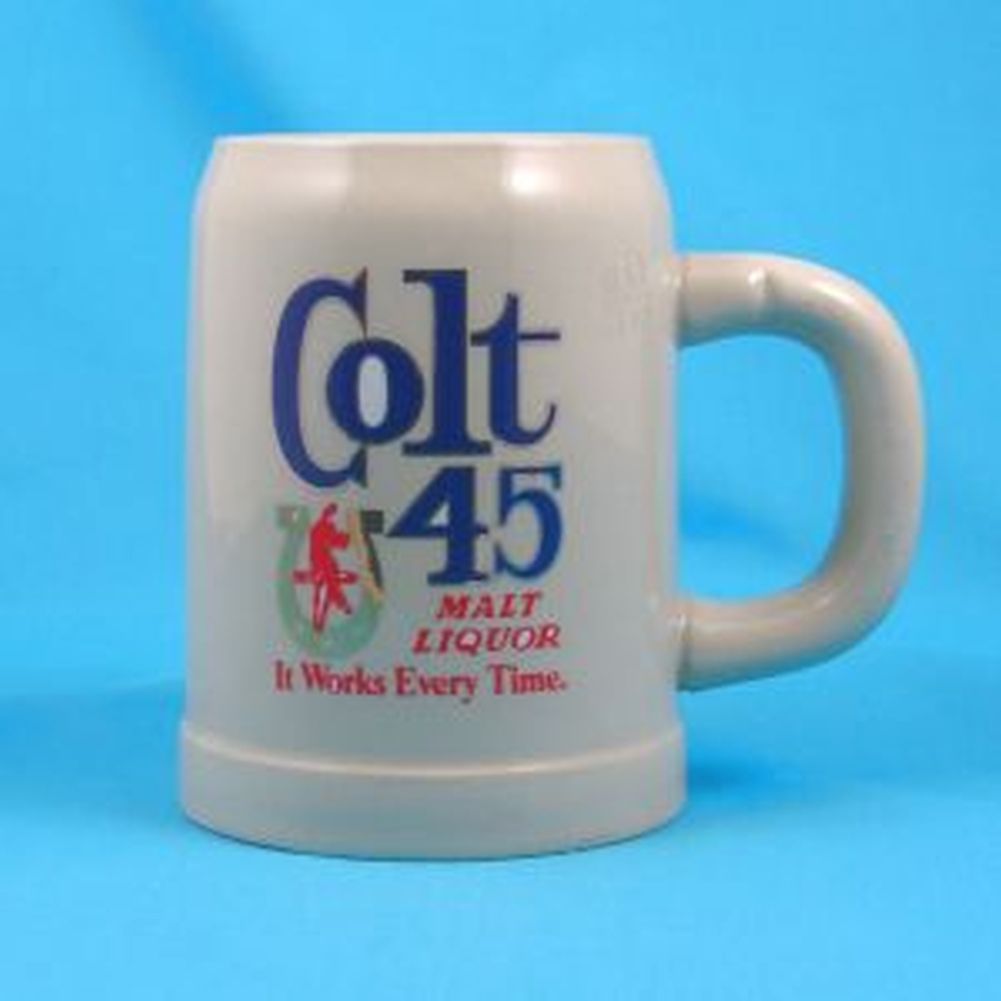 Colt
45
MALT
LIQUOR
It Works Every Time.